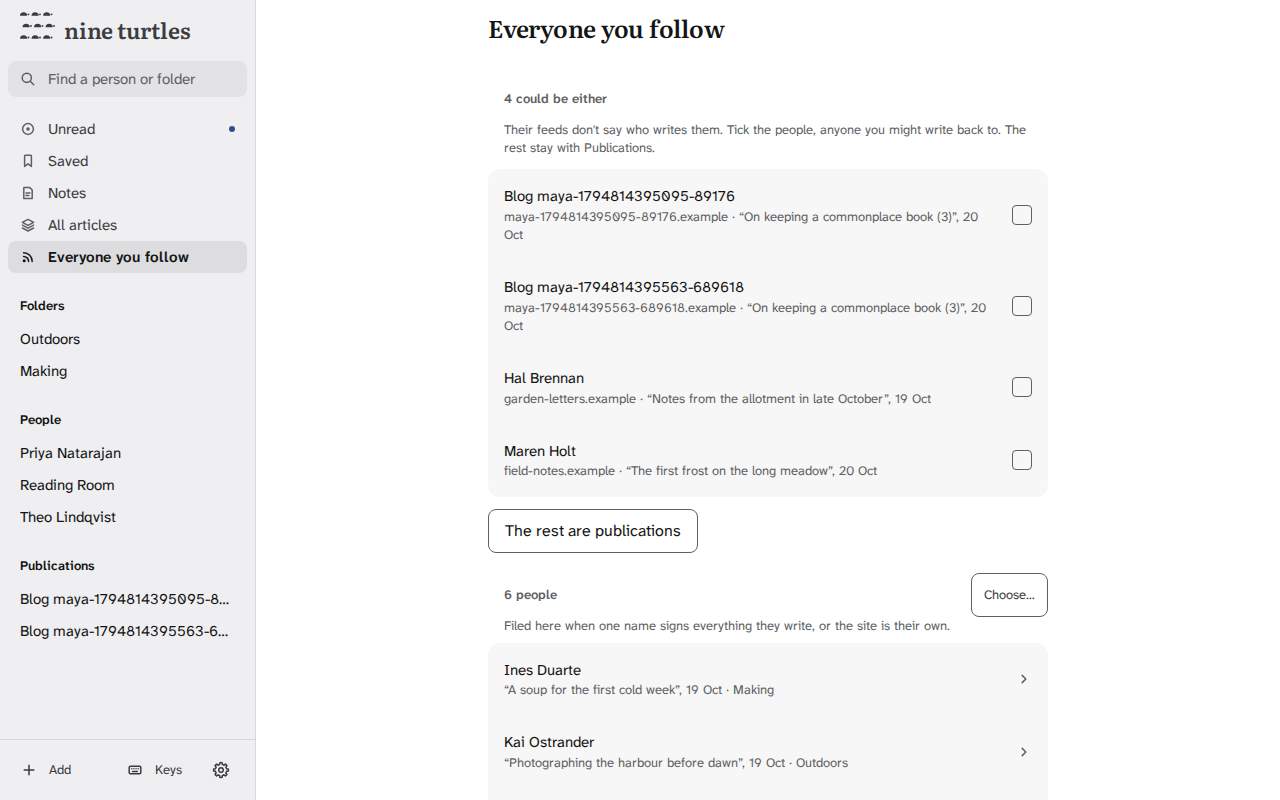 nine turtles
Find a person or folder
Unread
Saved
Notes
All articles
Everyone you follow
Folders
Outdoors
Making
People
Priya Natarajan
Reading Room
Theo Lindqvist
Publications
Blog maya-1794814395095-8...
Blog maya-1794814395563-6...
Add
Keys
Everyone you follow
4 could be either
Their feeds don't say who writes them. Tick the people, anyone you might write back to. The
rest stay with Publications.
Blog maya-1794814395095-89176
maya-1794814395095-89176.example · “On keeping a commonplace book (3)”, 20
Oct
Blog maya-1794814395563-689618
maya-1794814395563-689618.example · “On keeping a commonplace book (3)”, 20
Oct
Hal Brennan
garden-letters.example · “Notes from the allotment in late October”, 19 Oct
Maren Holt
field-notes.example · “The first frost on the long meadow”, 20 Oct
The rest are publications
6 people
Choose...
Filed here when one name signs everything they write, or the site is their own.
Ines Duarte
“A soup for the first cold week”, 19 Oct · Making
Kai Ostrander
“Photographing the harbour before dawn”, 19 Oct · Outdoors